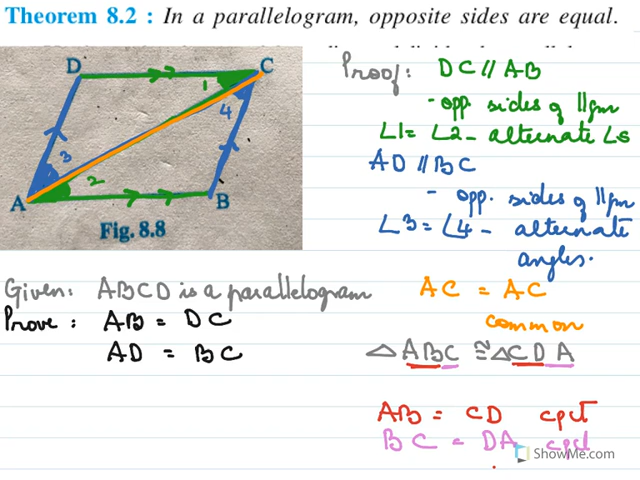 Theorem 8.2 : In a parallelogram, opposite sides are equal.
D
C
1
4
3
2
A
B
Fig. 8.8
Given: ABCD is a parallelogram
Prove : AB = DC
AD = BC
Proof: DC // AB
- opp. sides of ||gm
∠1 = ∠2 - alternate ∠s
AD // BC
- opp. sides of ||gm
∠3 = ∠4 - alternate
angles.
AC = AC
common
△ABC ≅ △CDA
AB = CD cpct
BC = DA cpct
ShowMe.com